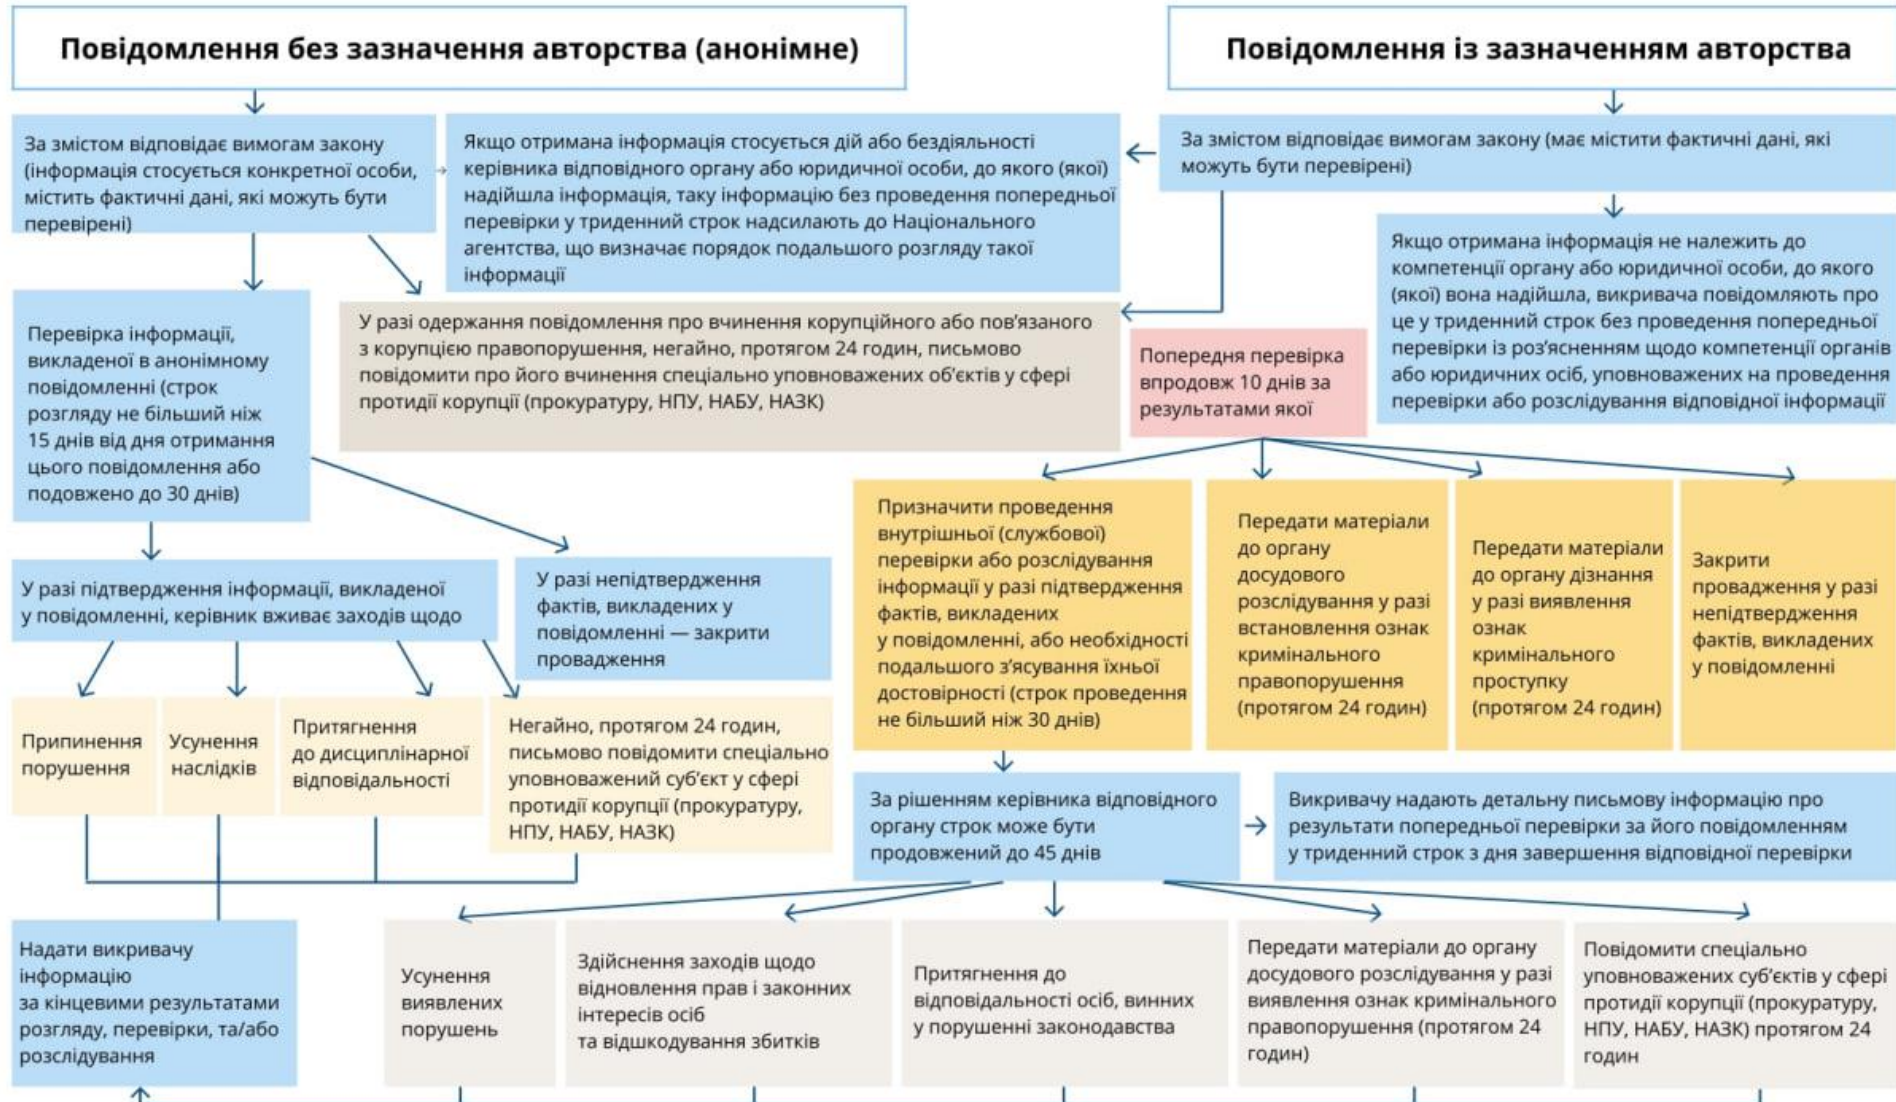 Повідомлення без зазначення авторства (анонімне)
Повідомлення із зазначенням авторства
За змістом відповідає вимогам закону
(інформація стосується конкретної особи,
містить фактичні дані, які можуть бути
перевірені)
Якщо отримана інформація стосується дій або бездіяльності
керівника відповідного органу або юридичної особи, до якого (якої)
надійшла інформація, таку інформацію без проведення попередньої
перевірки у триденний строк надсилають до Національного
агентства, що визначає порядок подальшого розгляду такої
інформації
За змістом відповідає вимогам закону (має містити фактичні дані, які
можуть бути перевірені)
Якщо отримана інформація не належить до
компетенції органу або юридичної особи, до якого
(якої) вона надійшла, викривача повідомляють про
це у триденний строк без проведення попередньої
перевірки із роз’ясненням щодо компетенції органів
або юридичних осіб, уповноважених на проведення
перевірки або розслідування відповідної інформації
Перевірка інформації,
викладеної в анонімному
повідомленні (строк
розгляду не більший ніж
15 днів від дня отримання
цього повідомлення або
подовжено до 30 днів)
У разі одержання повідомлення про вчинення корупційного або пов’язаного
з корупцією правопорушення, негайно, протягом 24 годин, письмово
повідомити про його вчинення спеціально уповноважених об’єктів у сфері
протидії корупції (прокуратуру, НПУ, НАБУ, НАЗК)
Попередня перевірка
впродовж 10 днів за
результатами якої
У разі підтвердження інформації, викладеної
у повідомленні, керівник вживає заходів щодо
У разі непідтвердження
фактів, викладених у
повідомленні — закрити
провадження
Призначити проведення
внутрішньої (службової)
перевірки або розслідування
інформації у разі підтвердження
фактів, викладених
у повідомленні, або необхідності
подальшого з’ясування їхньої
достовірності (строк проведення
не більший ніж 30 днів)
Передати матеріали
до органу
досудового
розслідування у разі
встановлення ознак
кримінального
правопорушення
(протягом 24 годин)
Передати матеріали
до органу дізнання
у разі виявлення
ознак
кримінального
проступку
(протягом 24 годин)
Закрити
провадження у разі
непідтвердження
фактів, викладених
у повідомленні
Припинення
порушення
Усунення
наслідків
Притягнення
до дисциплінарної
відповідальності
Негайно, протягом 24 годин,
письмово повідомити спеціально
уповноважений суб’єкт у сфері
протидії корупції (прокуратуру,
НПУ, НАБУ, НАЗК)
За рішенням керівника відповідного
органу строк може бути
продовжений до 45 днів
Викривачу надають детальну письмову інформацію про
результати попередньої перевірки за його повідомленням
у триденний строк з дня завершення відповідної перевірки
Надати викривачу
інформацію
за кінцевими результатами
розгляду, перевірки, та/або
розслідування
Усунення
виявлених
порушень
Здійснення заходів щодо
відновлення прав і законних
інтересів осіб
та відшкодування збитків
Притягнення до
відповідальності осіб, винних
у порушенні законодавства
Передати матеріали до органу
досудового розслідування у разі
виявлення ознак кримінального
правопорушення (протягом 24
годин)
Повідомити спеціально
уповноважених суб’єктів у сфері
протидії корупції (прокуратуру,
НПУ, НАБУ, НАЗК) протягом 24
годин